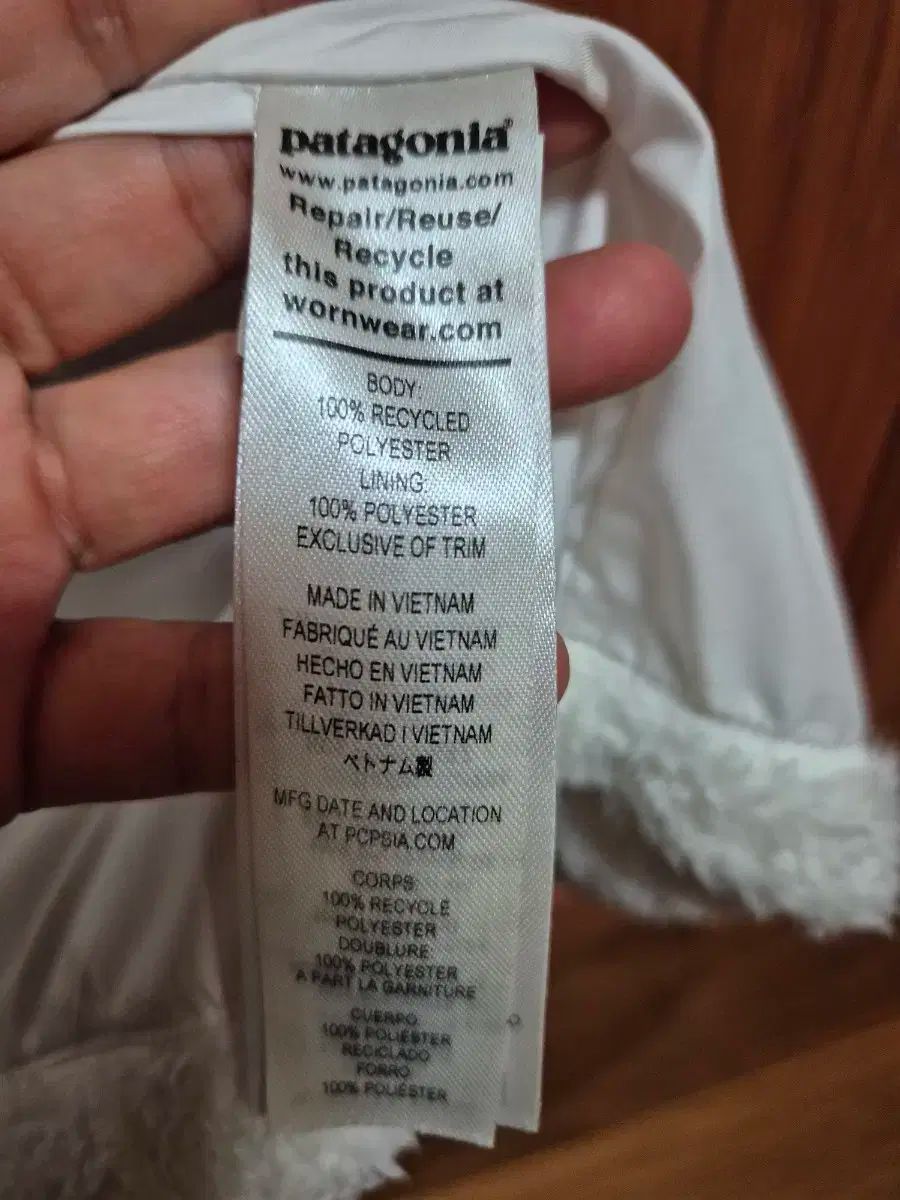 patagonia®
www.patagonia.com
Repair/Reuse/
Recycle
this product at
wornwear.com
BODY:
100% RECYCLED
POLYESTER
LINING:
100% POLYESTER
EXCLUSIVE OF TRIM
MADE IN VIETNAM
FABRIQUÉ AU VIETNAM
HECHO EN VIETNAM
FATTO IN VIETNAM
TILLVERKAD I VIETNAM
ベトナム製
MFG DATE AND LOCATION
AT PCPSIA.COM
CORPS:
100% RECYCLÉ
POLYESTER
DOUBLURE:
100% POLYESTER
À PART LA GARNITURE
CUERPO:
100% POLIÉSTER
RECICLADO
FORRO:
100% POLIÉSTER